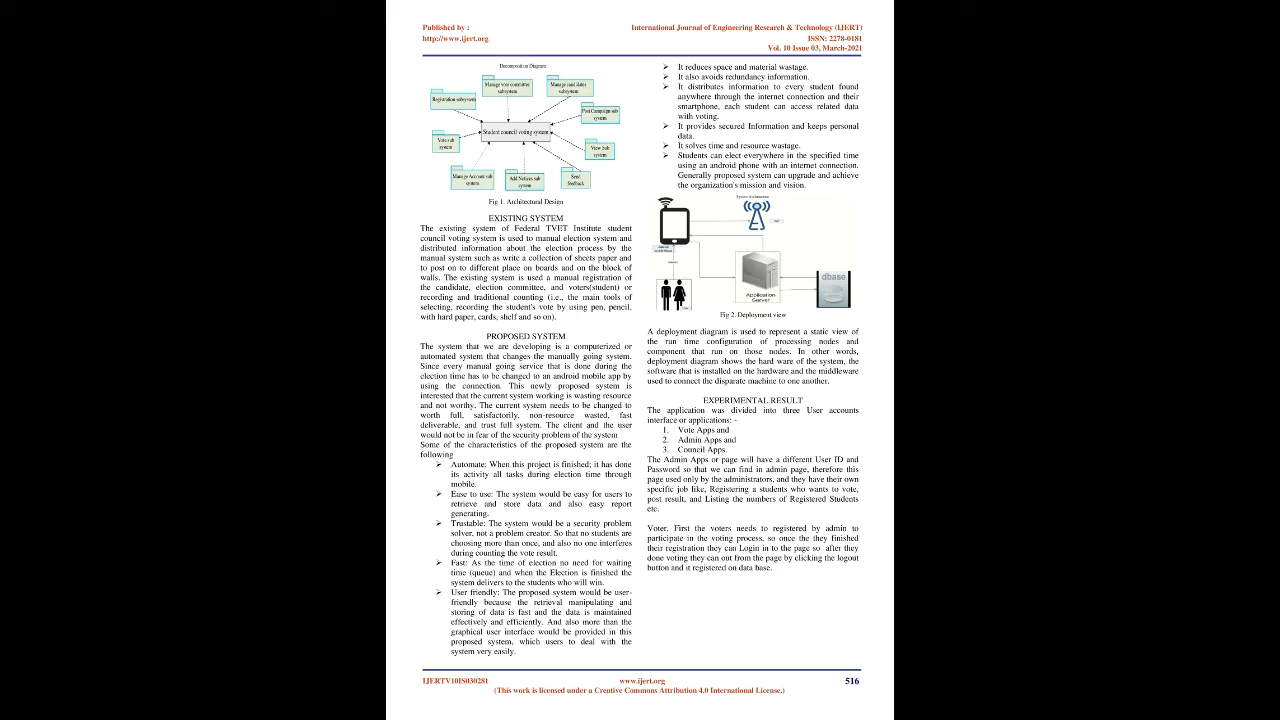 Published by :
http://www.ijert.org
International Journal of Engineering Research & Technology (IJERT)
ISSN: 2278-0181
Vol. 10 Issue 03, March-2021
Decomposition Diagram
Manage vote committee
subsystem
Manage candidates
subsystem
Registration subsystem
Post Campaign sub
system
Student council voting system
Vote sub
system
View Sub
system
Manage Account sub
system
Add Notices sub
system
Send
feedback
Fig 1. Architectural Design
EXISTING SYSTEM
The existing system of Federal TVET Institute student
council voting system is used to manual election system and
distributed information about the election process by the
manual system such as write a collection of sheets paper and
to post on to different place on boards and on the block of
walls. The existing system is used a manual registration of
the candidate, election committee, and voters(student) or
recording and traditional counting (i.e., the main tools of
selecting, recording the student's vote by using pen, pencil,
with hard paper, cards, shelf and so on).
PROPOSED SYSTEM
The system that we are developing is a computerized or
automated system that changes the manually going system.
Since every manual going service that is done during the
election time has to be changed to an android mobile app by
using the connection. This newly proposed system is
interested that the current system working is wasting resource
and not worthy. The current system needs to be changed to
worth full, satisfactorily, non-resource wasted, fast
deliverable, and trust full system. The client and the user
would not be in fear of the security problem of the system
Some of the characteristics of the proposed system are the
following
➢ Automate: When this project is finished; it has done
its activity all tasks during election time through
mobile.
➢ Ease to use: The system would be easy for users to
retrieve and store data and also easy report
generating.
➢ Trustable: The system would be a security problem
solver, not a problem creator. So that no students are
choosing more than once, and also no one interferes
during counting the vote result.
➢ Fast: As the time of election no need for waiting
time (queue) and when the Election is finished the
system delivers to the students who will win.
➢ User friendly: The proposed system would be user-
friendly because the retrieval manipulating and
storing of data is fast and the data is maintained
effectively and efficiently. And also more than the
graphical user interface would be provided in this
proposed system, which users to deal with the
system very easily.
➢ It reduces space and material wastage.
➢ It also avoids redundancy information.
➢ It distributes information to every student found
anywhere through the internet connection and their
smartphone, each student can access related data
with voting.
➢ It provides secured Information and keeps personal
data.
➢ It solves time and resource wastage.
➢ Students can elect everywhere in the specified time
using an android phone with an internet connection.
Generally proposed system can upgrade and achieve
the organization's mission and vision.
System Architecture
Application
Server
dbase
Fig 2. Deployment view
A deployment diagram is used to represent a static view of
the run time configuration of processing nodes and
component that run on those nodes. In other words,
deployment diagram shows the hard ware of the system, the
software that is installed on the hardware and the middleware
used to connect the disparate machine to one another.
EXPERIMENTAL RESULT
The application was divided into three User accounts
interface or applications: -
1. Vote Apps and
2. Admin Apps and
3. Council Apps.
The Admin Apps or page will have a different User ID and
Password so that we can find in admin page, therefore this
page used only by the administrators, and they have their own
specific job like, Registering a students who wants to vote,
post result, and Listing the numbers of Registered Students
etc.
Voter, First the voters needs to registered by admin to
participate in the voting process, so once the they finished
their registration they can Login in to the page so after they
done voting they can out from the page by clicking the logout
button and it registered on data base.
IJERTV10IS030281
www.ijert.org
516
(This work is licensed under a Creative Commons Attribution 4.0 International License.)